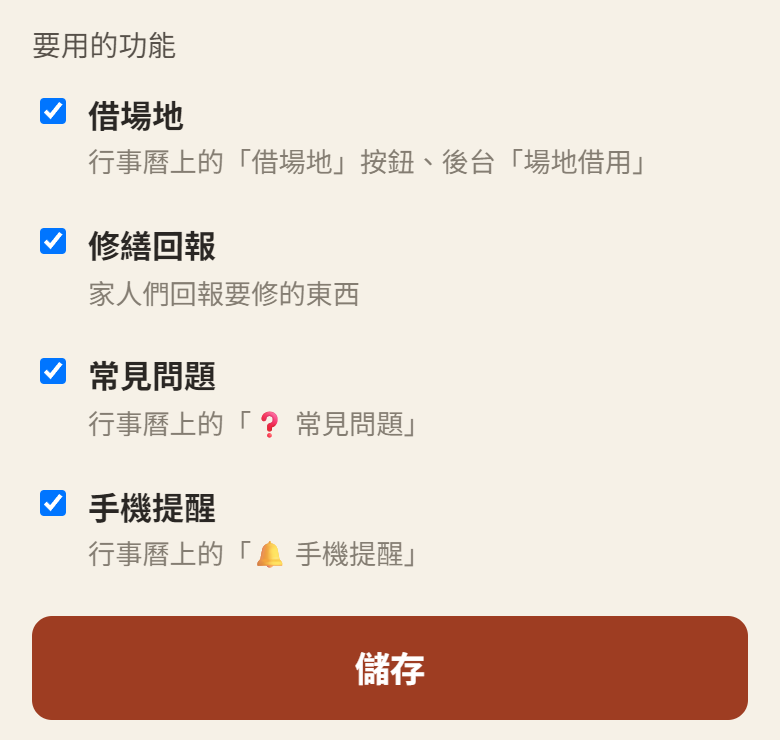 要用的功能
借場地
行事曆上的「借場地」按鈕、後台「場地借用」
修繕回報
家人們回報要修的東西
常見問題
行事曆上的「❓ 常見問題」
手機提醒
行事曆上的「🔔 手機提醒」
儲存